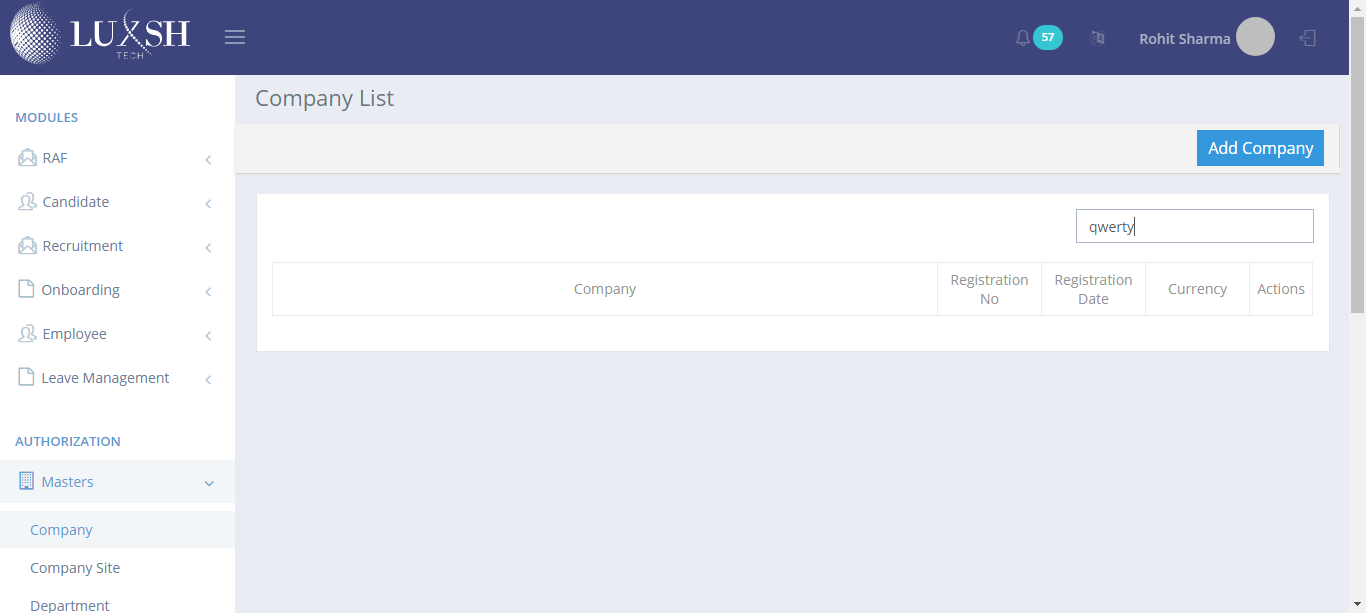 LUXSH
TECH
57
Rohit Sharma
MODULES
RAF
Candidate
Recruitment
Onboarding
Employee
Leave Management
AUTHORIZATION
Masters
Company
Company Site
Department
Company List
Add Company
qwerty
Company
Registration
No
Registration
Date
Currency
Actions